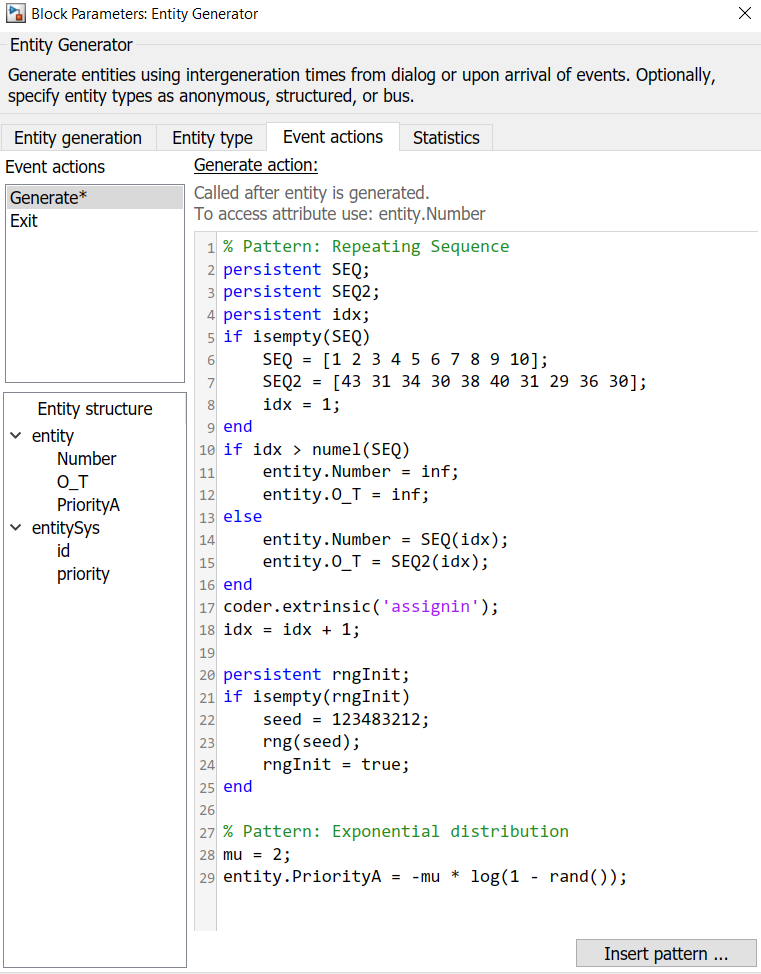 Block Parameters: Entity Generator
Entity Generator
Generate entities using intergeneration times from dialog or upon arrival of events. Optionally,
specify entity types as anonymous, structured, or bus.
Entity generation
Entity type
Event actions
Statistics
Event actions
Generate*
Exit
Entity structure
entity
Number
O_T
PriorityA
entitySys
id
priority
Generate action:
Called after entity is generated.
To access attribute use: entity.Number
1 % Pattern: Repeating Sequence
2 persistent SEQ;
3 persistent SEQ2;
4 persistent idx;
5 if isempty(SEQ)
6     SEQ = [1 2 3 4 5 6 7 8 9 10];
7     SEQ2 = [43 31 34 30 38 40 31 29 36 30];
8     idx = 1;
9 end
10 if idx > numel(SEQ)
11     entity.Number = inf;
12     entity.O_T = inf;
13 else
14     entity.Number = SEQ(idx);
15     entity.O_T = SEQ2(idx);
16 end
17 coder.extrinsic('assignin');
18 idx = idx + 1;
19
20 persistent rngInit;
21 if isempty(rngInit)
22     seed = 123483212;
23     rng(seed);
24     rngInit = true;
25 end
26
27 % Pattern: Exponential distribution
28 mu = 2;
29 entity.PriorityA = -mu * log(1 - rand());
Insert pattern ...